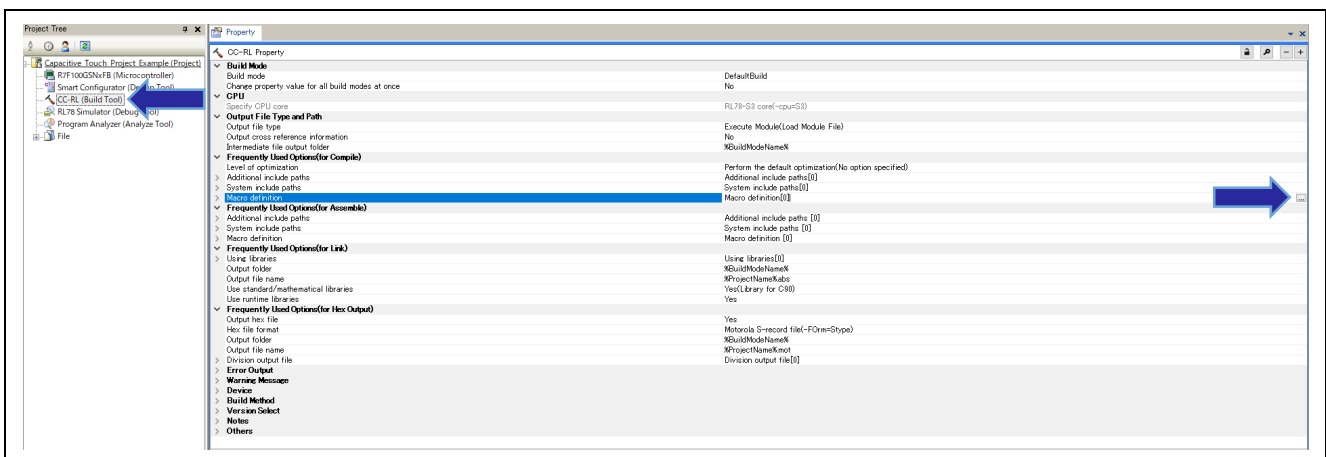 Project Tree
Property
CC-RL Property
Capacitive Touch Project Example (Project)
R7F100GSNxFB (Microcontroller)
Smart Configurator (Design Tool)
CC-RL (Build Tool)
RL78 Simulator (Debug Tool)
Program Analyzer (Analyze Tool)
File
Build Mode
Build mode DefaultBuild
Change property value for all build modes at once No
CPU
Specify CPU core RL78-S3 core(-cpu=S3)
Output File Type and Path
Output file type Execute Module(Load Module File)
Output cross reference information No
Intermediate file output folder %BuildModeName%
Frequently Used Options(for Compile)
Level of optimization Perform the default optimization(No option specified)
Additional include paths Additional include paths[0]
System include paths System include paths[0]
Macro definition Macro definition[0]
Frequently Used Options(for Assemble)
Additional include paths Additional include paths [0]
System include paths System include paths [0]
Macro definition Macro definition [0]
Frequently Used Options(for Link)
Using libraries Using libraries[0]
Output folder %BuildModeName%
Output file name %ProjectName%.abs
Use standard/mathematical libraries Yes(Library for C90)
Use runtime libraries Yes
Frequently Used Options(for Hex Output)
Output hex file Yes
Hex file format Motorola S-record file(-FOrm=Stype)
Output folder %BuildModeName%
Output file name %ProjectName%.mot
Division output file Division output file[0]
Error Output
Warning Message
Device
Build Method
Version Select
Notes
Others